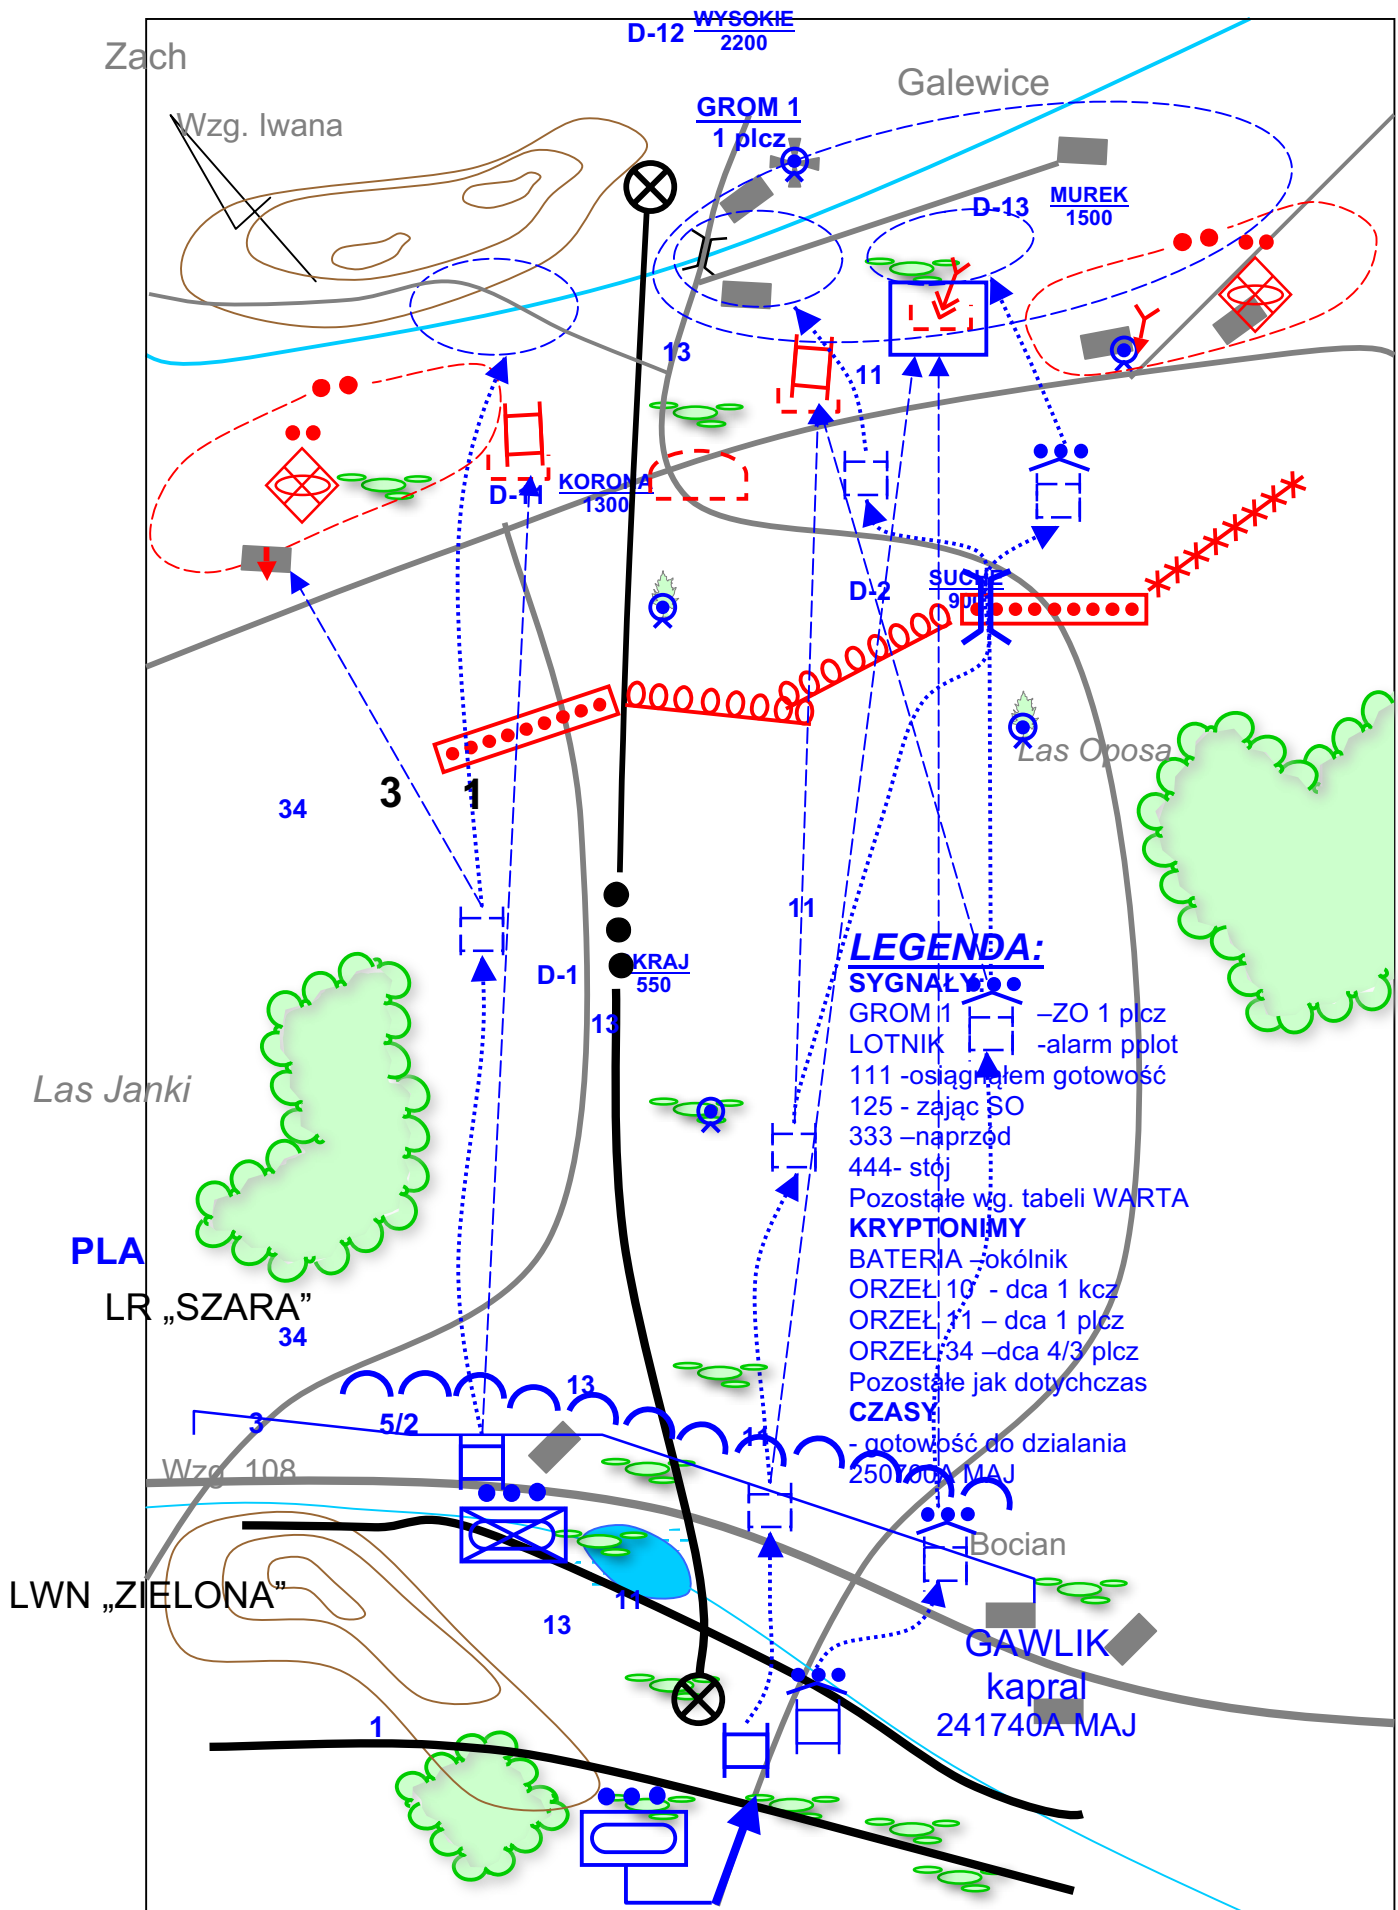 D-12 WYSOKIE
2200
Zach
Galewice
GROM 1
1 plcz
Wzg. Iwana
D-13 MUREK
1500
13
11
D-11 KORONA
1300
D-2 SUCHE
900
Las Oposa
3 1
34
11
D-1 KRAJ
550
13
LEGENDA:
SYGNAŁY:
GROM 1 –ZO 1 plcz
LOTNIK -alarm pplot
111 -osiągnąłem gotowość
125 - zając SO
333 –naprzód
444- stój
Pozostałe wg. tabeli WARTA
KRYPTONIMY
BATERIA –okólnik
ORZEŁ 10 - dca 1 kcz
ORZEŁ 11 – dca 1 plcz
ORZEŁ 34 –dca 4/3 plcz
Pozostałe jak dotychczas
CZASY
- gotowość do dzialania
250700A MAJ
Las Janki
PLA
LR „SZARA”
34
13
3 5/2
11
Wzg. 108
Bocian
LWN „ZIELONA”
11
13
GAWLIK
kapral
241740A MAJ
1